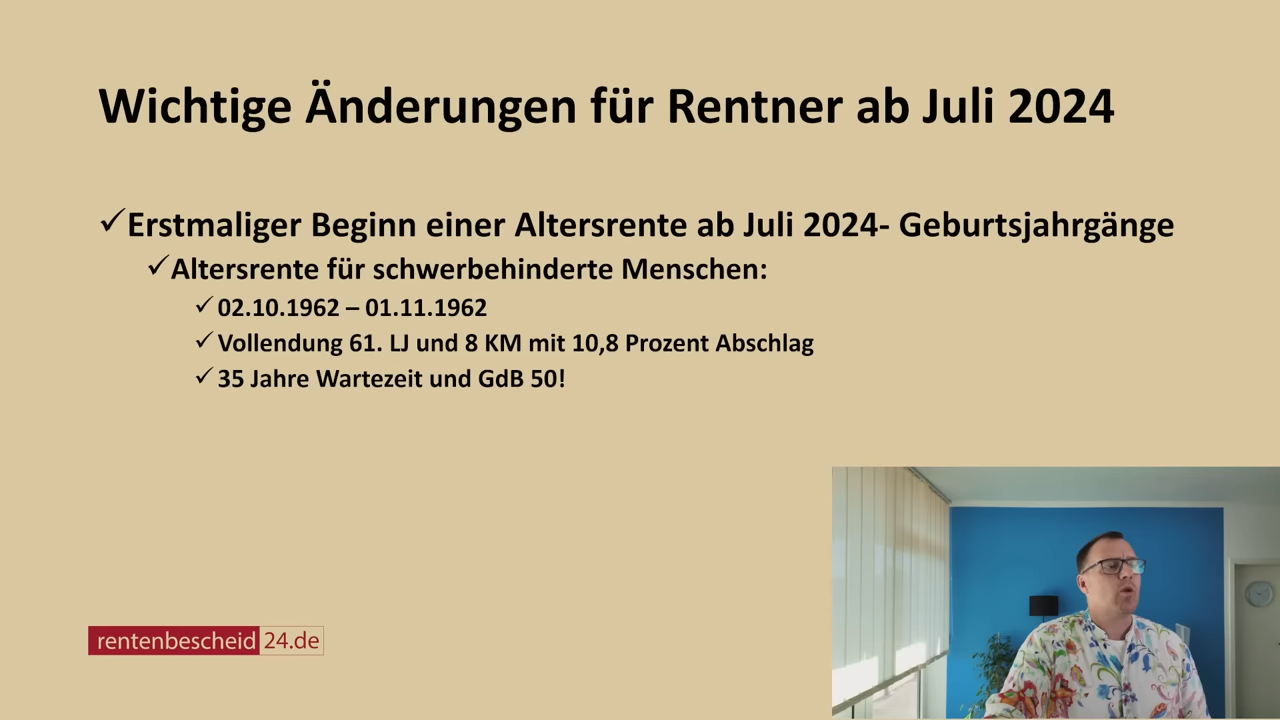 Wichtige Änderungen für Rentner ab Juli 2024
✓Erstmaliger Beginn einer Altersrente ab Juli 2024- Geburtsjahrgänge
✓Altersrente für schwerbehinderte Menschen:
✓02.10.1962 – 01.11.1962
✓Vollendung 61. LJ und 8 KM mit 10,8 Prozent Abschlag
✓35 Jahre Wartezeit und GdB 50!
rentenbescheid 24.de